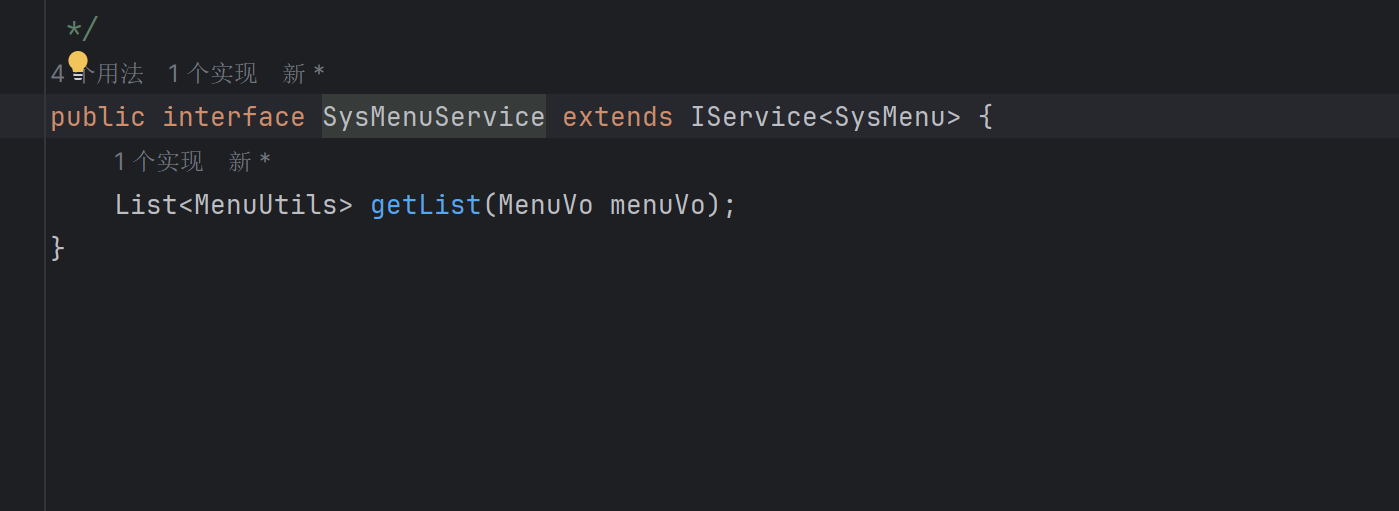 */
4 个用法 1 个实现 新 *
public interface SysMenuService extends IService<SysMenu> {
1 个实现 新 *
List<MenuUtils> getList(MenuVo menuVo);
}